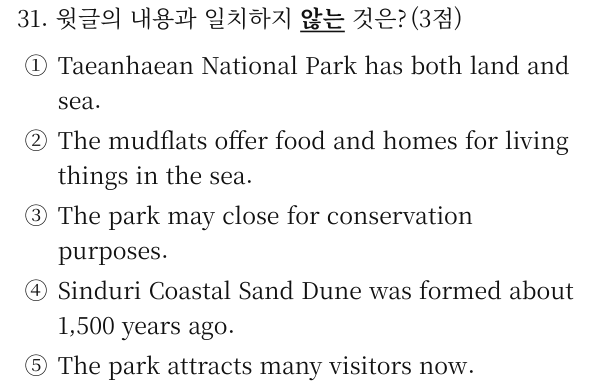 31. 윗글의 내용과 일치하지 않는 것은?(3점)
① Taeanhaean National Park has both land and
sea.
② The mudflats offer food and homes for living
things in the sea.
③ The park may close for conservation
purposes.
④ Sinduri Coastal Sand Dune was formed about
1,500 years ago.
⑤ The park attracts many visitors now.